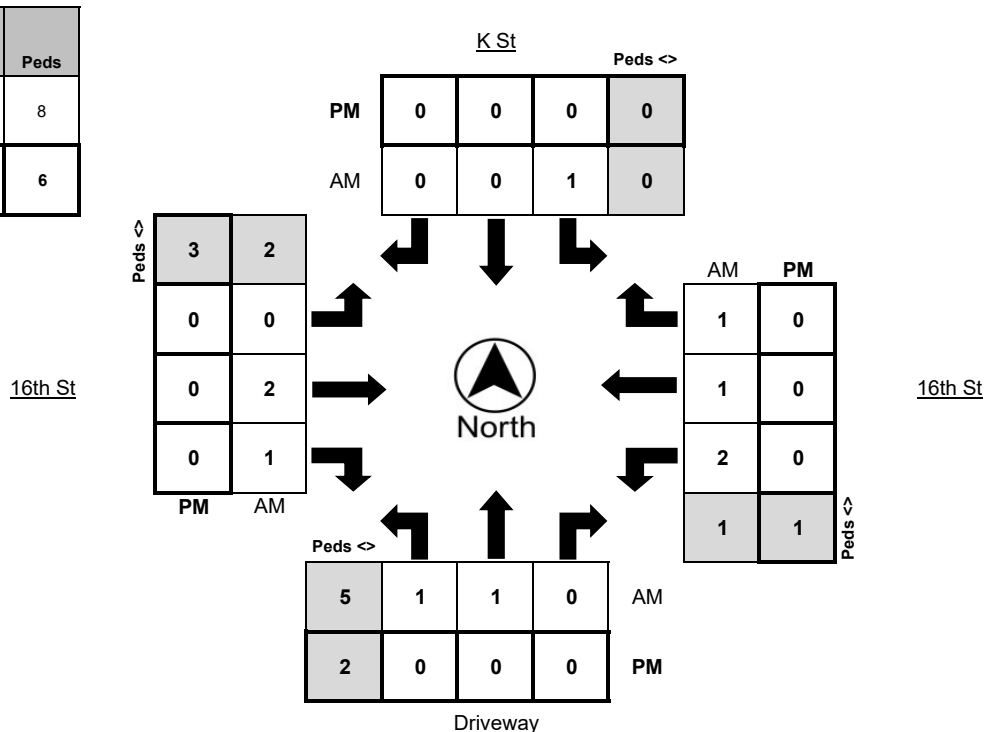 Peds
8
6
K St
Peds <>
PM 0 0 0 0
AM 0 0 1 0
Peds <>
3 2
0 0
0 2
0 1
PM AM
16th St
North
AM PM
1 0
1 0
2 0
1 1
Peds <>
16th St
Peds <>
5 1 1 0 AM
2 0 0 0 PM
Driveway